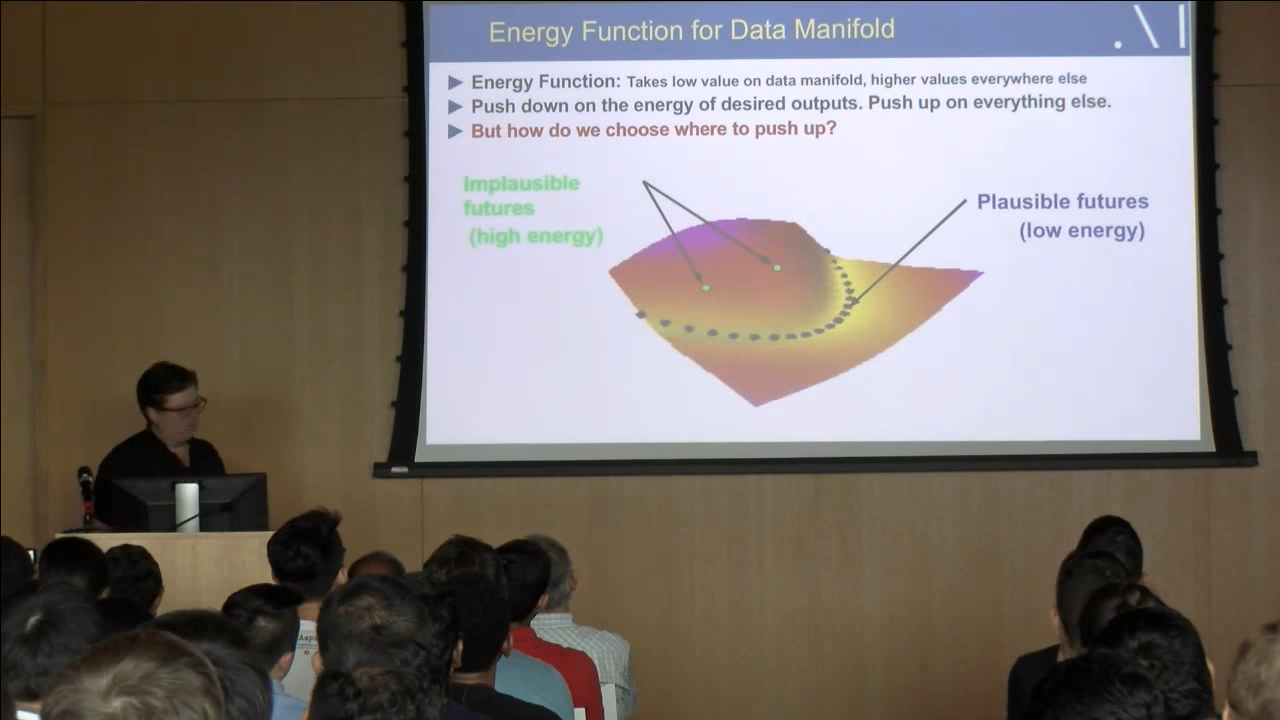 Energy Function for Data Manifold
Energy Function: Takes low value on data manifold, higher values everywhere else
Push down on the energy of desired outputs. Push up on everything else.
But how do we choose where to push up?
Implausible
futures
(high energy)
Plausible futures
(low energy)